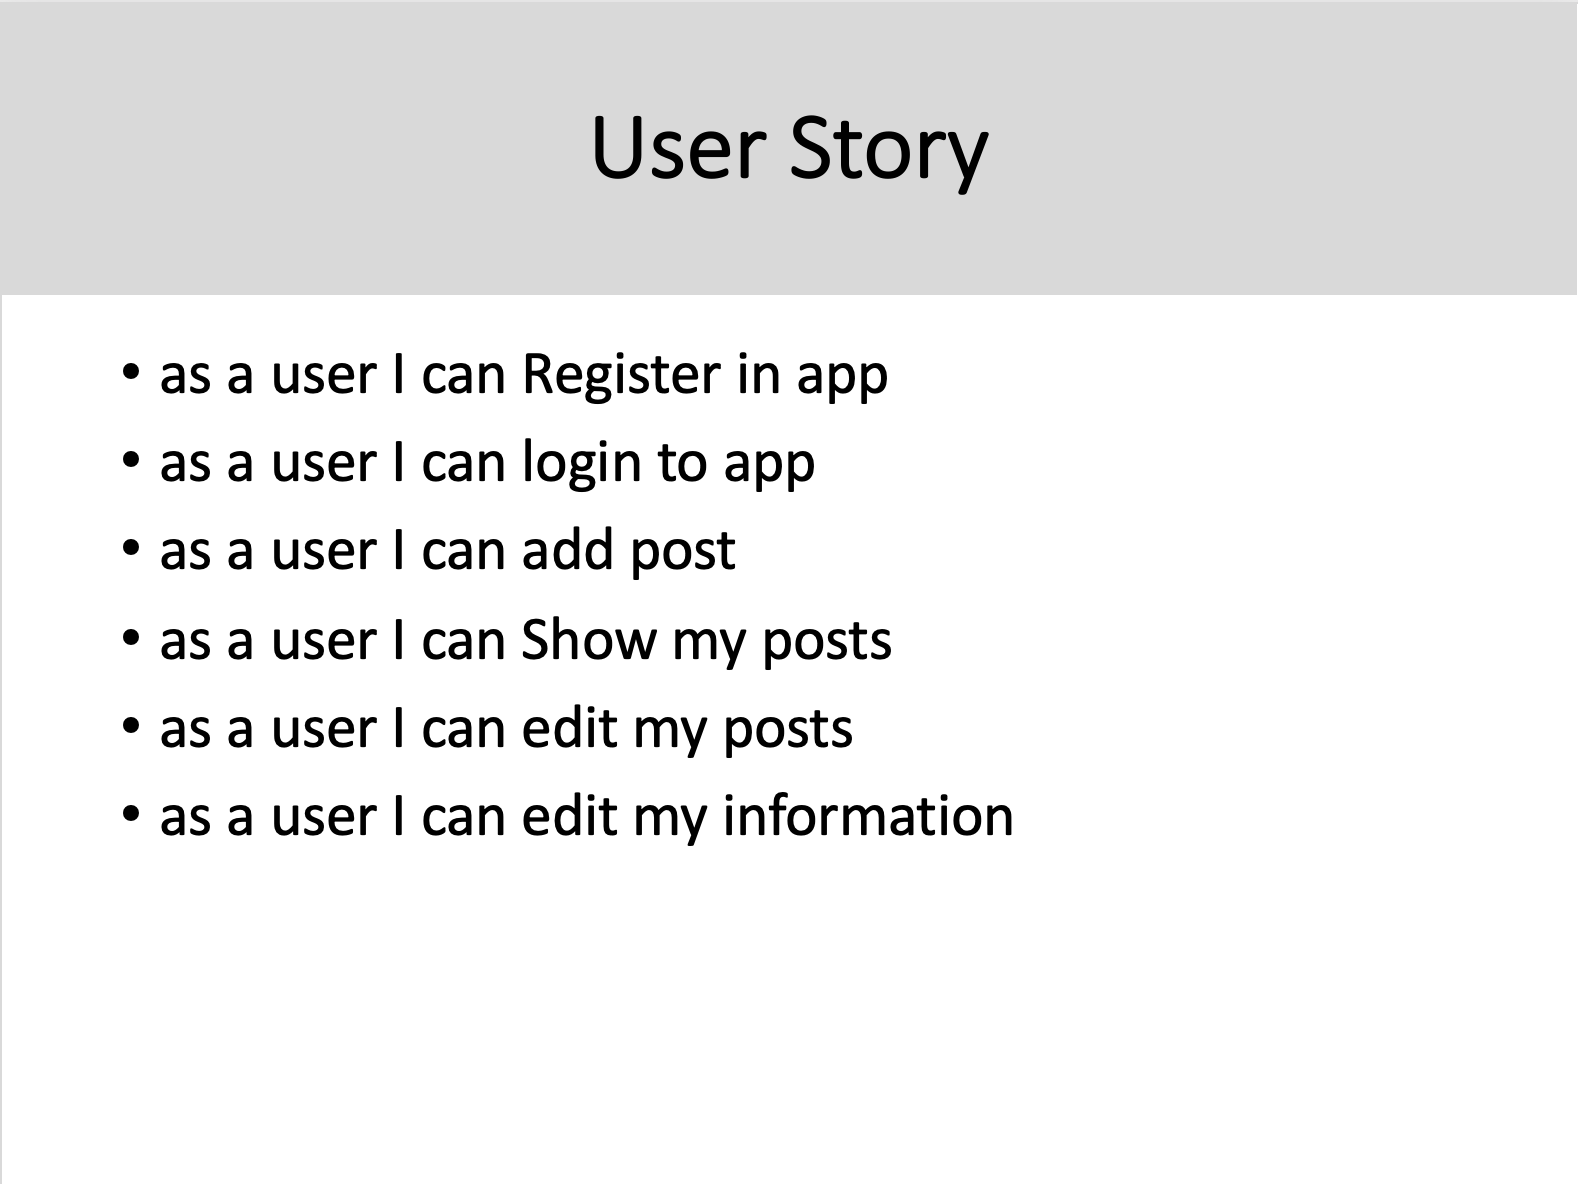 User Story
• as a user I can Register in app
• as a user I can login to app
• as a user I can add post
• as a user I can Show my posts
• as a user I can edit my posts
• as a user I can edit my information